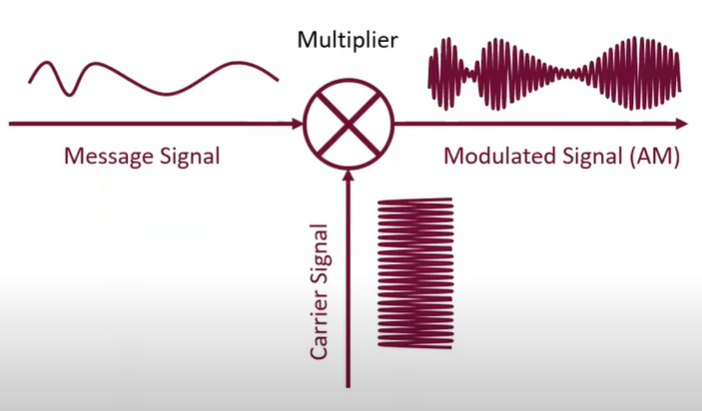 Multiplier
Message Signal
Modulated Signal (AM)
Carrier Signal